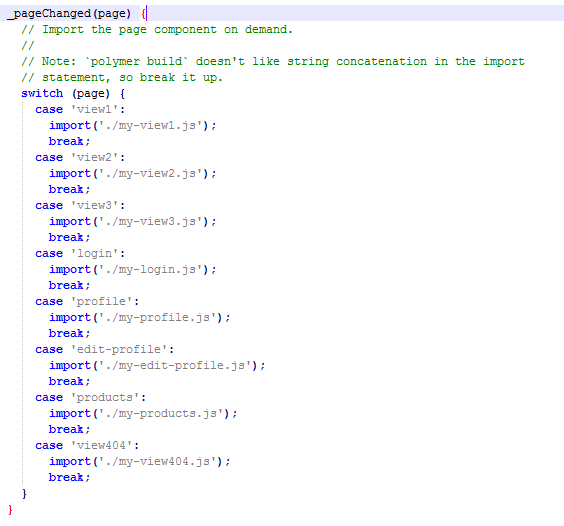 _pageChanged(page) {
// Import the page component on demand.
//
// Note: `polymer build` doesn't like string concatenation in the import
// statement, so break it up.
switch (page) {
case 'view1':
import('./my-view1.js');
break;
case 'view2':
import('./my-view2.js');
break;
case 'view3':
import('./my-view3.js');
break;
case 'login':
import('./my-login.js');
break;
case 'profile':
import('./my-profile.js');
break;
case 'edit-profile':
import('./my-edit-profile.js');
break;
case 'products':
import('./my-products.js');
break;
case 'view404':
import('./my-view404.js');
break;
}
}